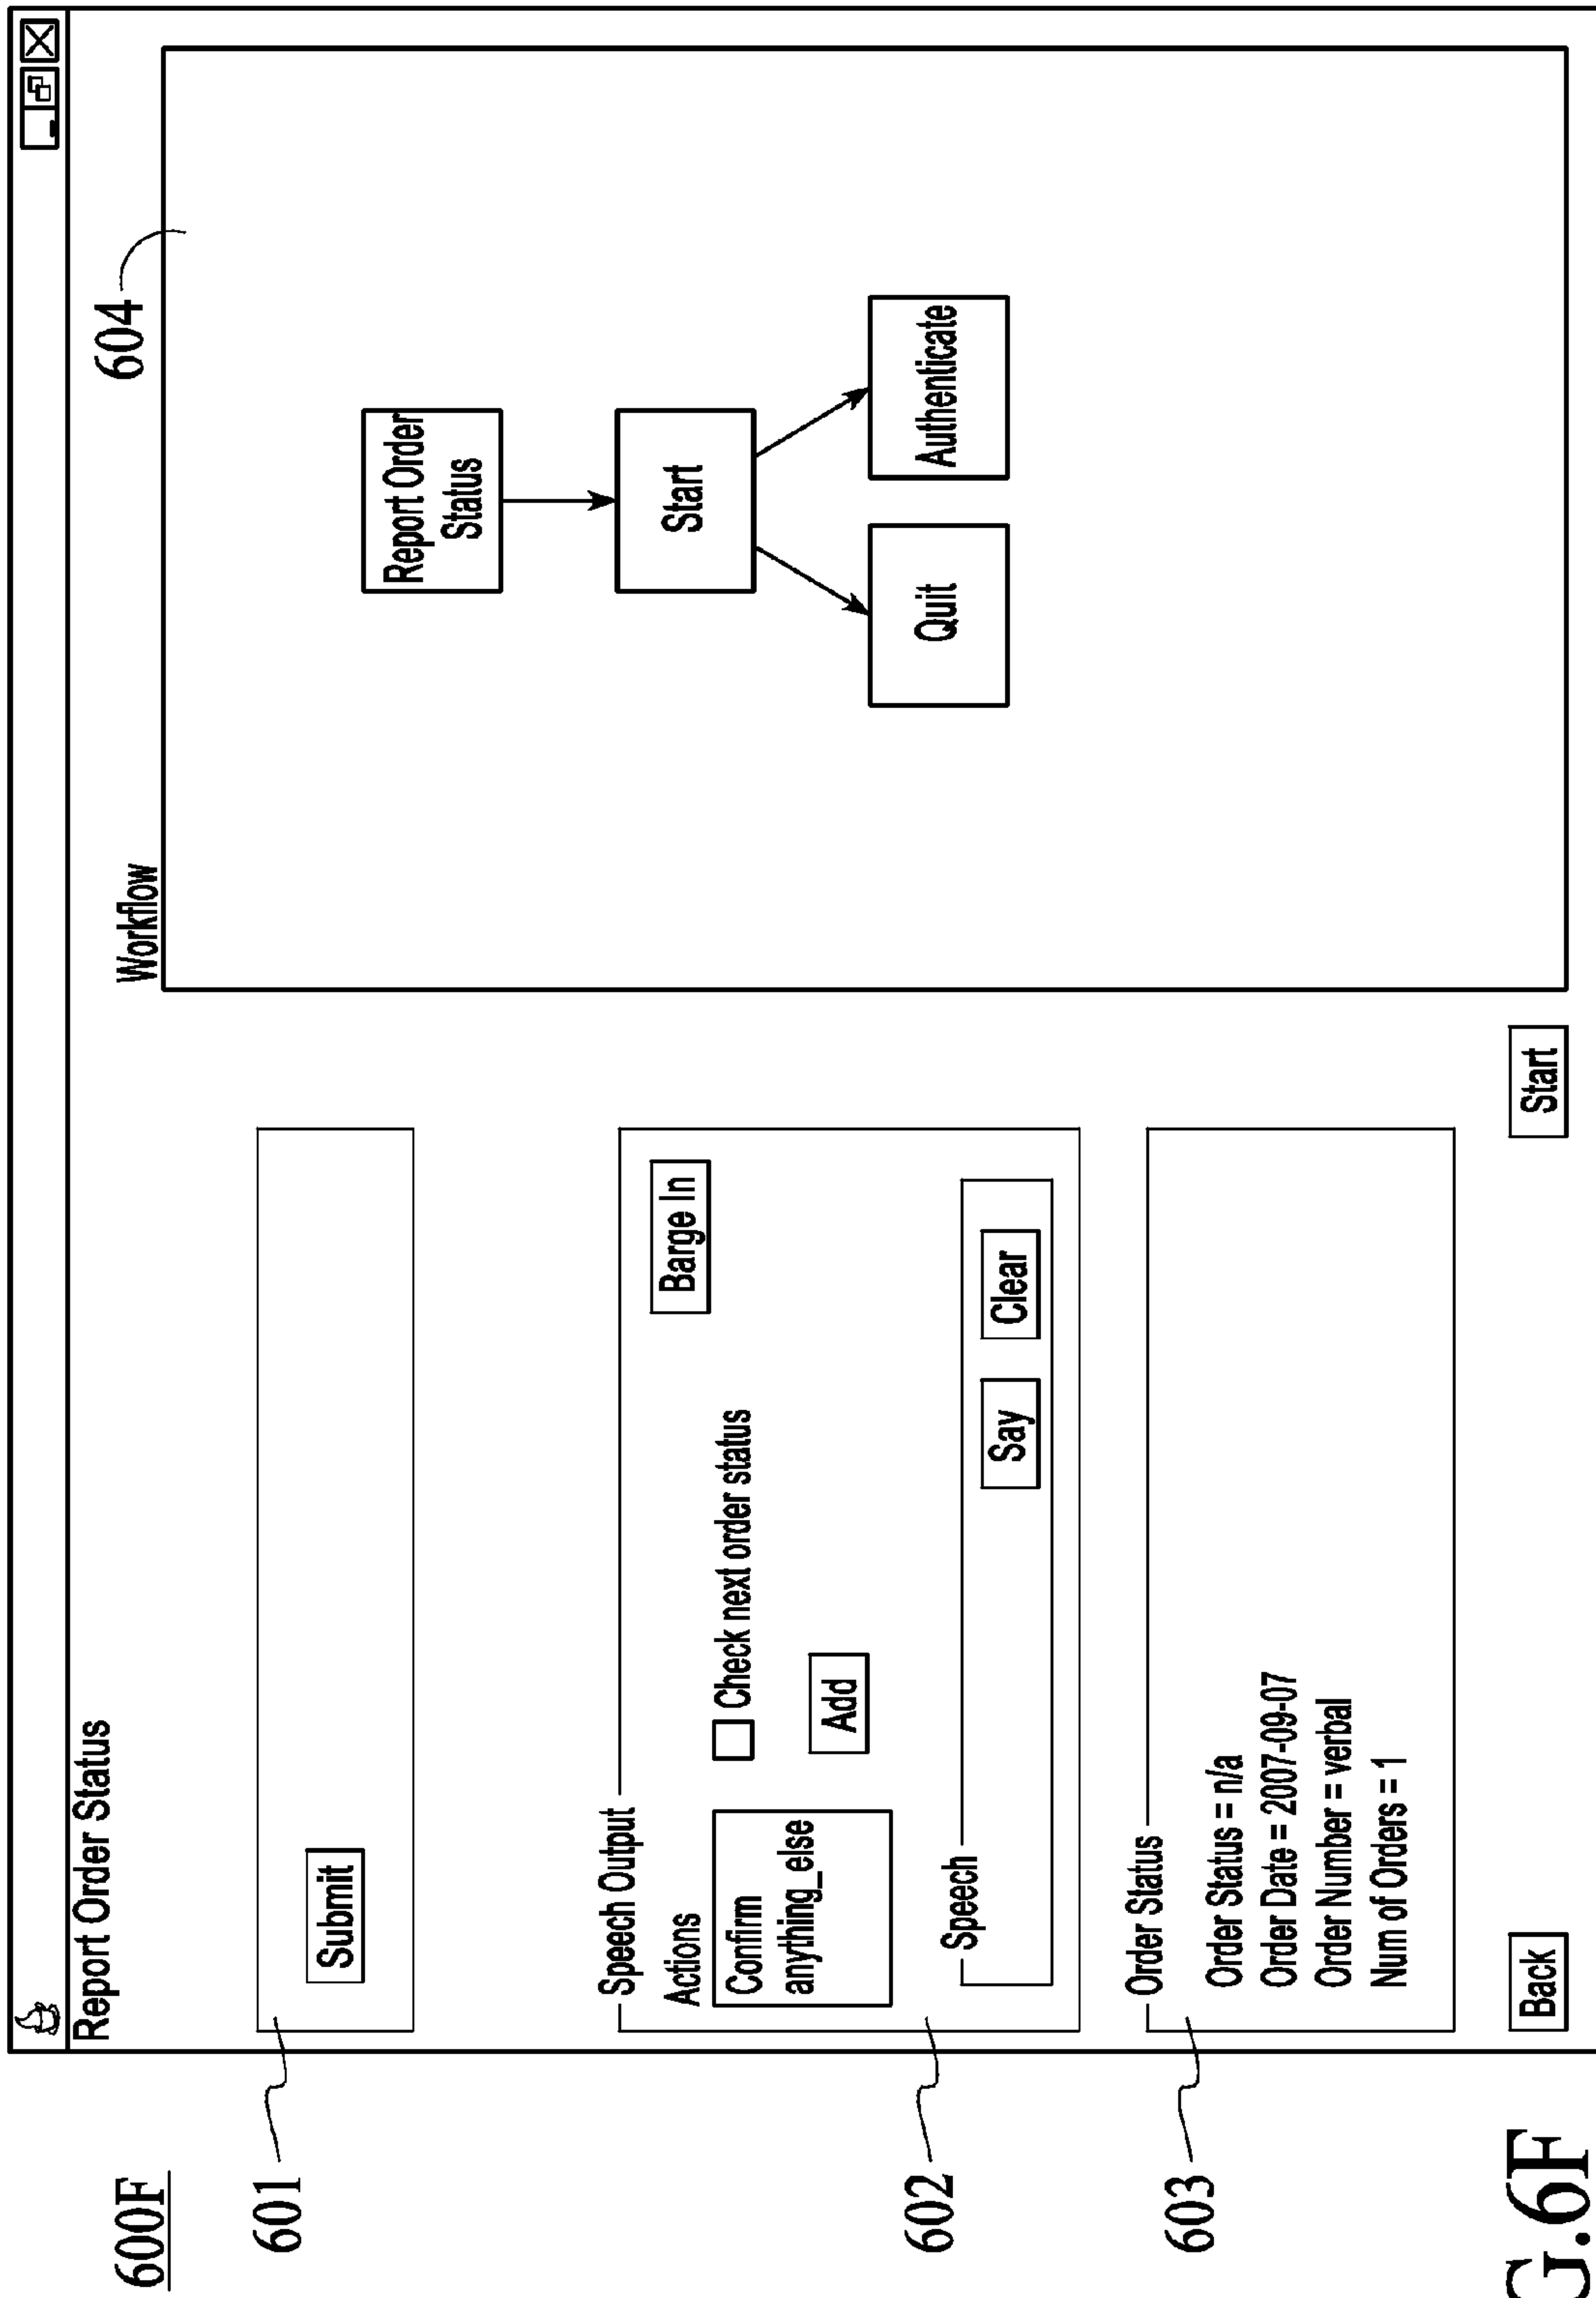 600F
Report Order Status
601
Submit
Speech Output
Actions
Barge In
Confirm
anything_else
Check next order status
Add
602
Speech
Say
Clear
603
Order Status
Order Status = n/a
Order Date = 2007-09-07
Order Number = verbal
Num of Orders = 1
Back
Start
Workflow
604
Report Order
Status
Start
Quit
Authenticate
G.6F